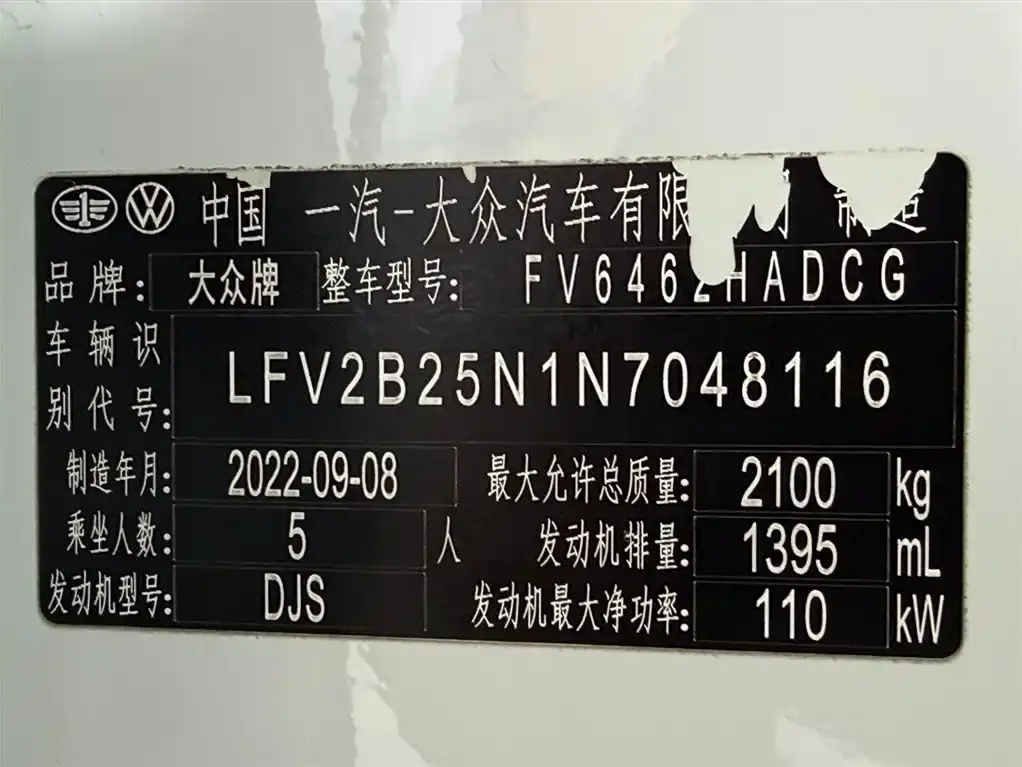 中国 一汽-大众汽车有限 制造
品牌: 大众牌 整车型号: FV6462HADCG
车辆识
别代号: LFV2B25N1N7048116
制造年月: 2022-09-08 最大允许总质量: 2100 kg
乘坐人数: 5 人 发动机排量: 1395 mL
发动机型号: DJS 发动机最大净功率: 110 kW